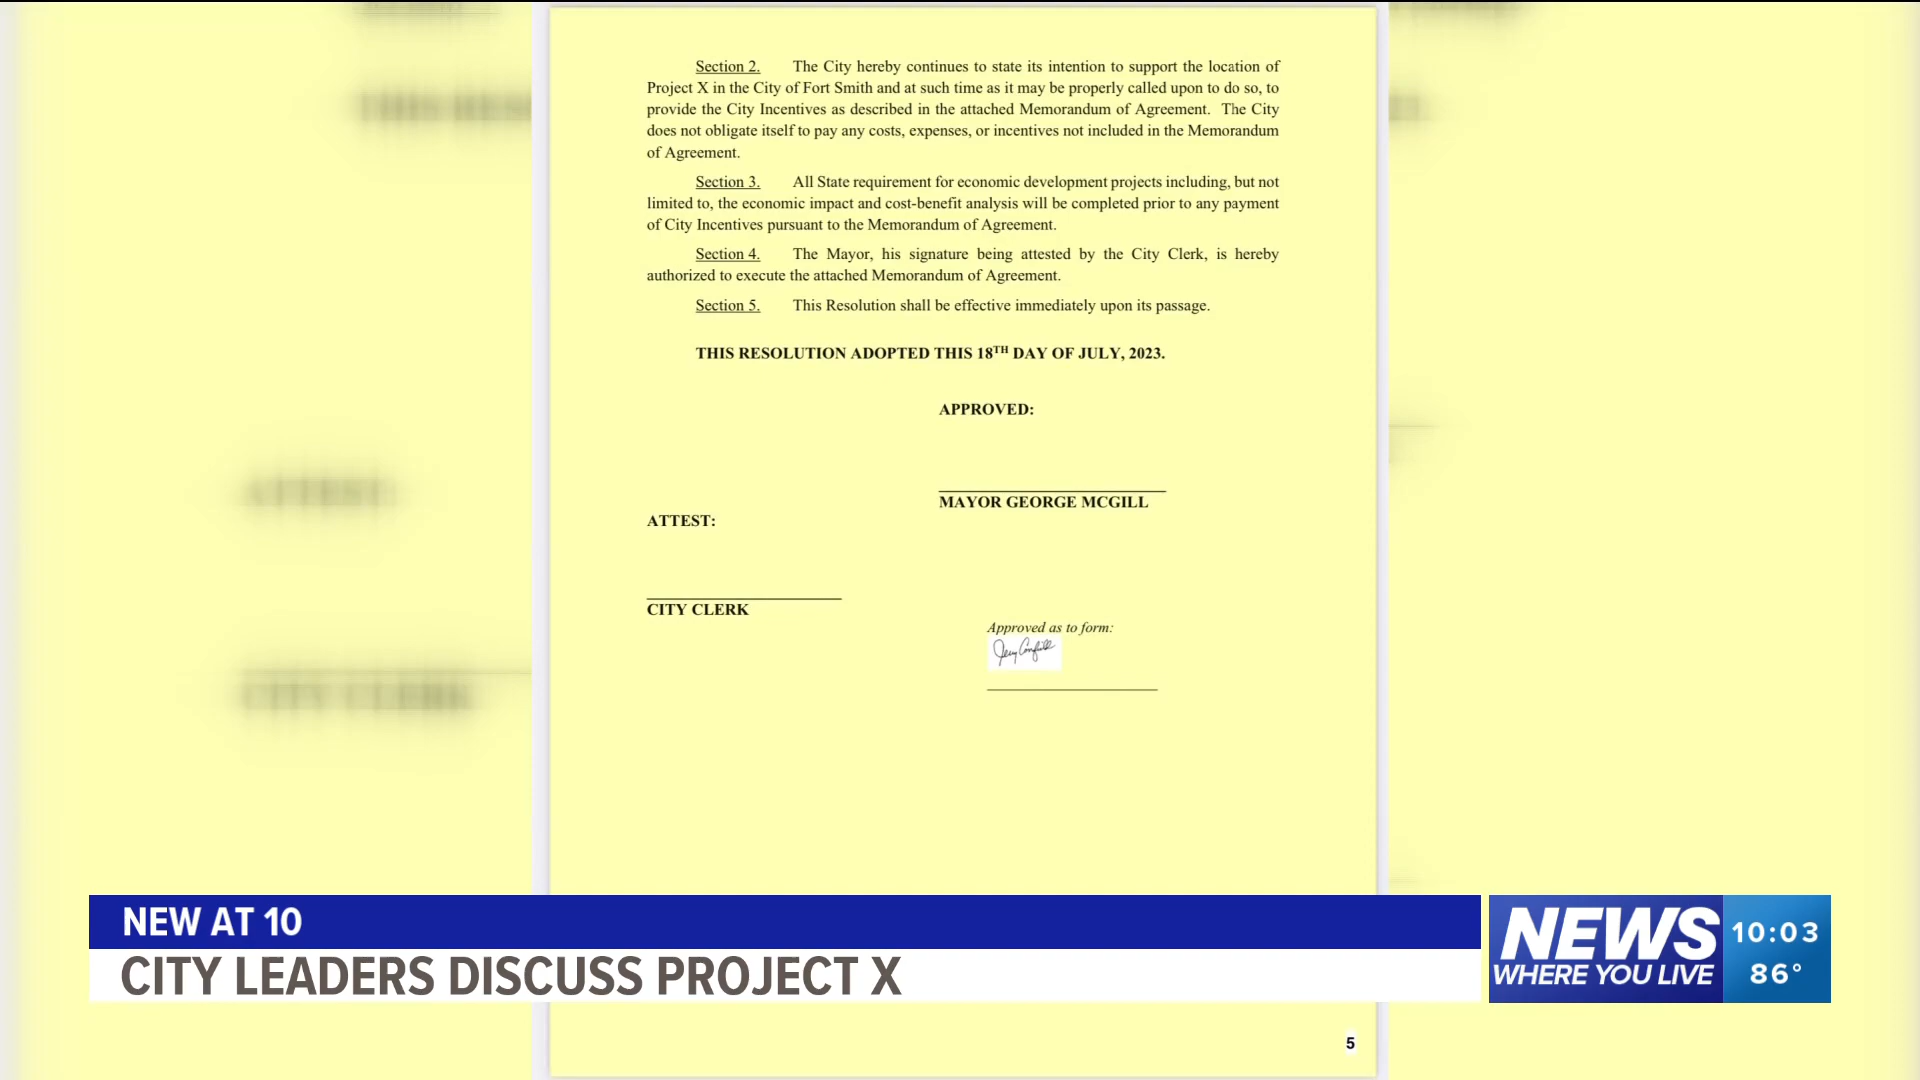 Section 2. The City hereby continues to state its intention to support the location of
Project X in the City of Fort Smith and at such time as it may be properly called upon to do so, to
provide the City Incentives as described in the attached Memorandum of Agreement. The City
does not obligate itself to pay any costs, expenses, or incentives not included in the Memorandum
of Agreement.
Section 3. All State requirement for economic development projects including, but not
limited to, the economic impact and cost-benefit analysis will be completed prior to any payment
of City Incentives pursuant to the Memorandum of Agreement.
Section 4. The Mayor, his signature being attested by the City Clerk, is hereby
authorized to execute the attached Memorandum of Agreement.
Section 5. This Resolution shall be effective immediately upon its passage.
THIS RESOLUTION ADOPTED THIS 18TH DAY OF JULY, 2023.
APPROVED:
MAYOR GEORGE MCGILL
ATTEST:
CITY CLERK
Approved as to form:
NEW AT 10
CITY LEADERS DISCUSS PROJECT X
NEWS
WHERE YOU LIVE
10:03
86°
5